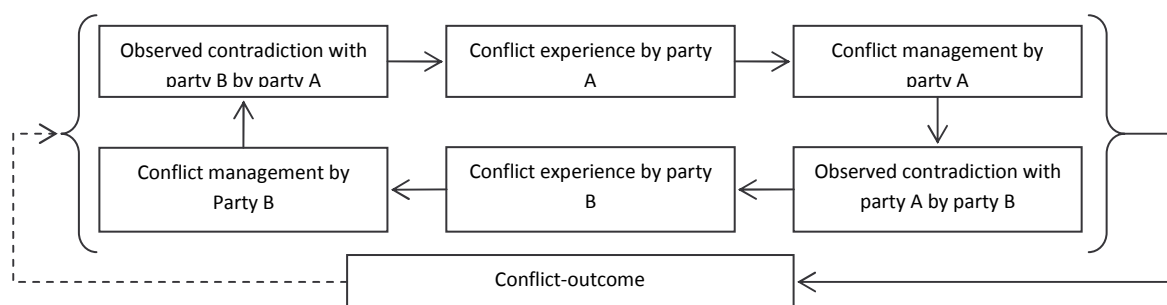 Observed contradiction with
party B by party A
Conflict experience by party
A
Conflict management by
party A
Conflict management by
Party B
Conflict experience by party
B
Observed contradiction with
party A by party B
Conflict-outcome